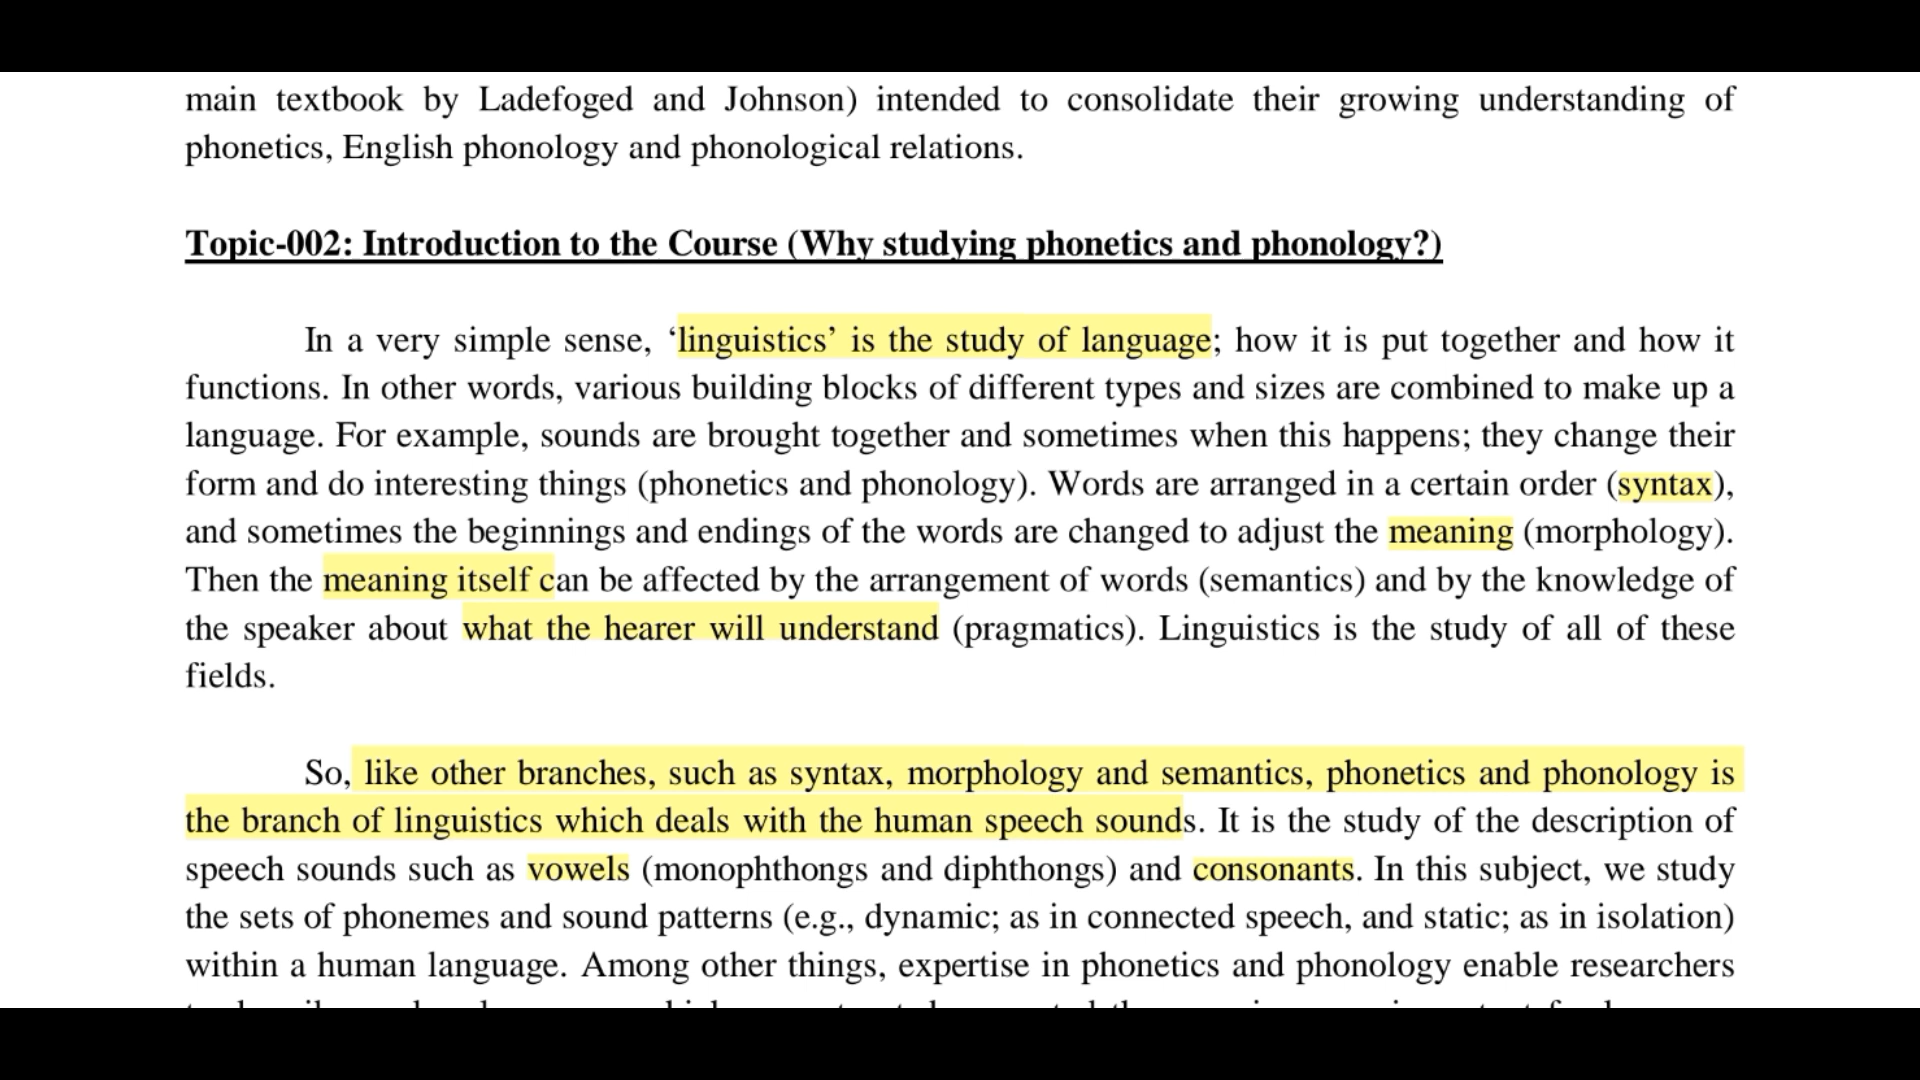 main textbook by Ladefoged and Johnson) intended to consolidate their growing understanding of
phonetics, English phonology and phonological relations.
Topic-002: Introduction to the Course (Why studying phonetics and phonology?)
In a very simple sense, ‘linguistics’ is the study of language; how it is put together and how it
functions. In other words, various building blocks of different types and sizes are combined to make up a
language. For example, sounds are brought together and sometimes when this happens; they change their
form and do interesting things (phonetics and phonology). Words are arranged in a certain order (syntax),
and sometimes the beginnings and endings of the words are changed to adjust the meaning (morphology).
Then the meaning itself can be affected by the arrangement of words (semantics) and by the knowledge of
the speaker about what the hearer will understand (pragmatics). Linguistics is the study of all of these
fields.
So, like other branches, such as syntax, morphology and semantics, phonetics and phonology is
the branch of linguistics which deals with the human speech sounds. It is the study of the description of
speech sounds such as vowels (monophthongs and diphthongs) and consonants. In this subject, we study
the sets of phonemes and sound patterns (e.g., dynamic; as in connected speech, and static; as in isolation)
within a human language. Among other things, expertise in phonetics and phonology enable researchers